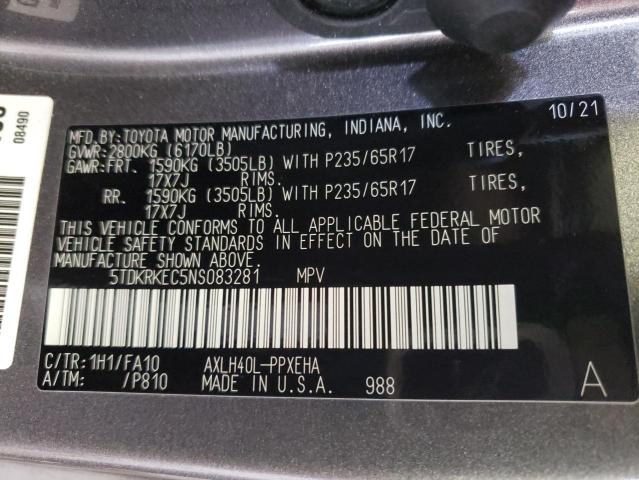 MFD.BY:TOYOTA MOTOR MANUFACTURING, INDIANA, INC. 10/21
GVWR:2800KG (6170LB)
GAWR:FRT. 1590KG (3505LB) WITH P235/65R17 TIRES,
17X7J RIMS.
RR. 1590KG (3505LB) WITH P235/65R17 TIRES,
17X7J RIMS.
THIS VEHICLE CONFORMS TO ALL APPLICABLE FEDERAL MOTOR
VEHICLE SAFETY STANDARDS IN EFFECT ON THE DATE OF
MANUFACTURE SHOWN ABOVE.
5TDKRKEC5NS083281 MPV
C/TR:1H1/FA10 AXLH40L-PPXEHA
A/TM: /P810 MADE IN U.S.A. 988 A
08490